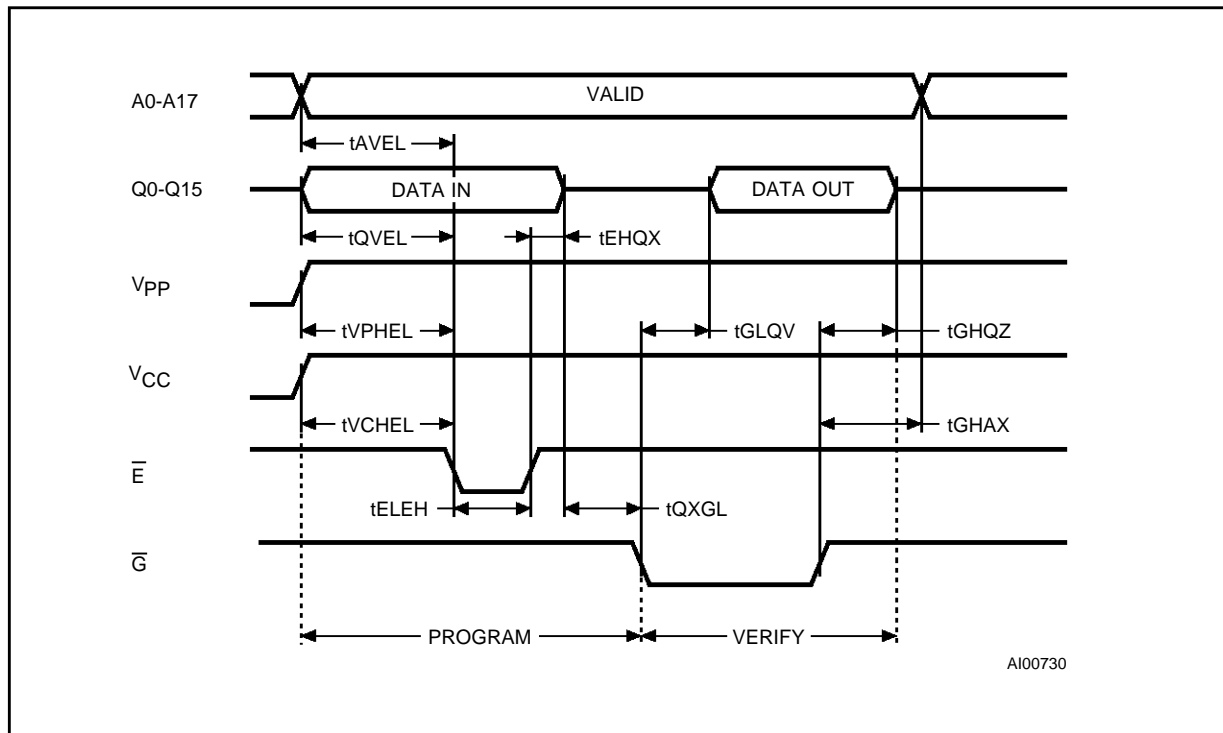 A0-A17
VALID
tAVEL
Q0-Q15
DATA IN
DATA OUT
tQVEL
tEHQX
VPP
tVPHEL
tGLQV
tGHQZ
VCC
tVCHEL
tGHAX
E̅
tELEH
tQXGL
G̅
PROGRAM
VERIFY
AI00730